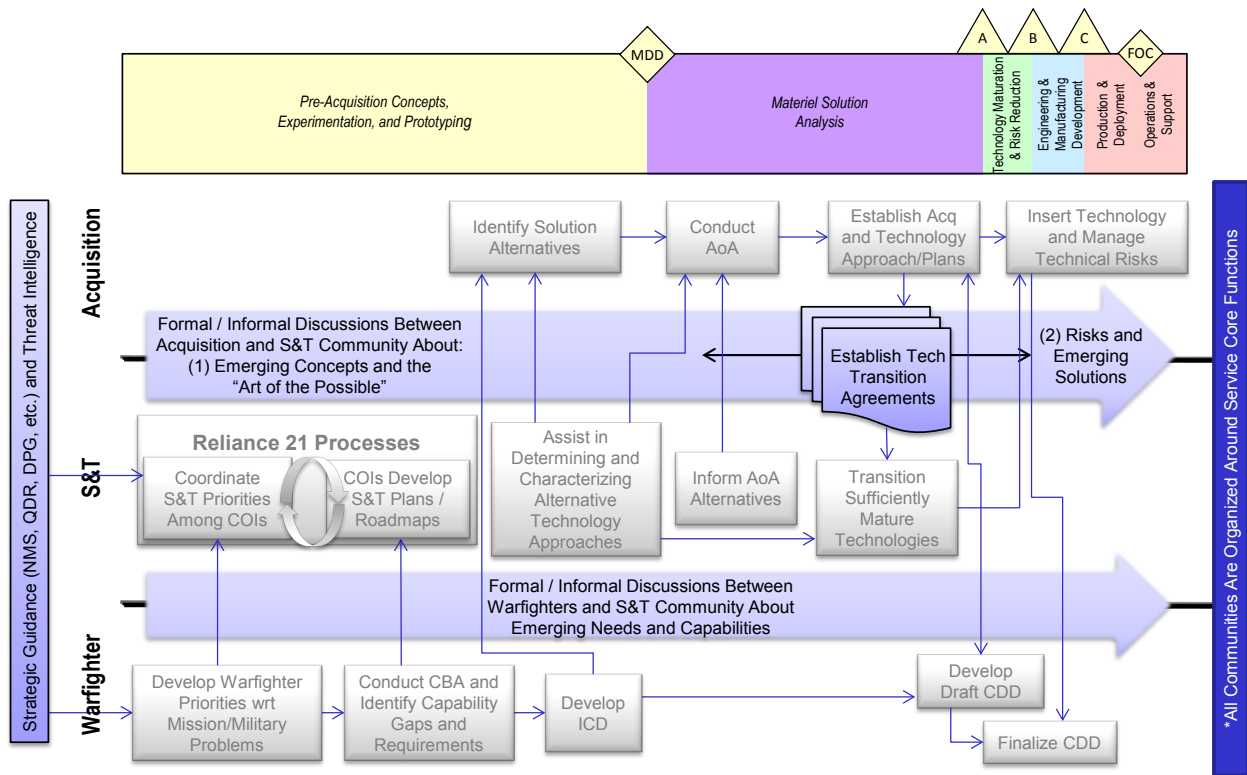 MDD
A
B
C
FOC
Pre-Acquisition Concepts,
Experimentation, and Prototyping
Materiel Solution
Analysis
Technology Maturation
& Risk Reduction
Engineering &
Manufacturing
Development
Production &
Deployment
Operations &
Support
Strategic Guidance (NMS, QDR, DPG, etc.) and Threat Intelligence
Acquisition
Identify Solution
Alternatives
Conduct
AoA
Establish Acq
and Technology
Approach/Plans
Insert Technology
and Manage
Technical Risks
Formal / Informal Discussions Between
Acquisition and S&T Community About:
(1) Emerging Concepts and the
“Art of the Possible”
Establish Tech
Transition
Agreements
(2) Risks and
Emerging
Solutions
S&T
Reliance 21 Processes
Coordinate
S&T Priorities
Among COIs
COIs Develop
S&T Plans /
Roadmaps
Assist in
Determining and
Characterizing
Alternative
Technology
Approaches
Inform AoA
Alternatives
Transition
Sufficiently
Mature
Technologies
Formal / Informal Discussions Between
Warfighters and S&T Community About
Emerging Needs and Capabilities
Warfighter
Develop Warfighter
Priorities wrt
Mission/Military
Problems
Conduct CBA and
Identify Capability
Gaps and
Requirements
Develop
ICD
Develop
Draft CDD
Finalize CDD
*All Communities Are Organized Around Service Core Functions